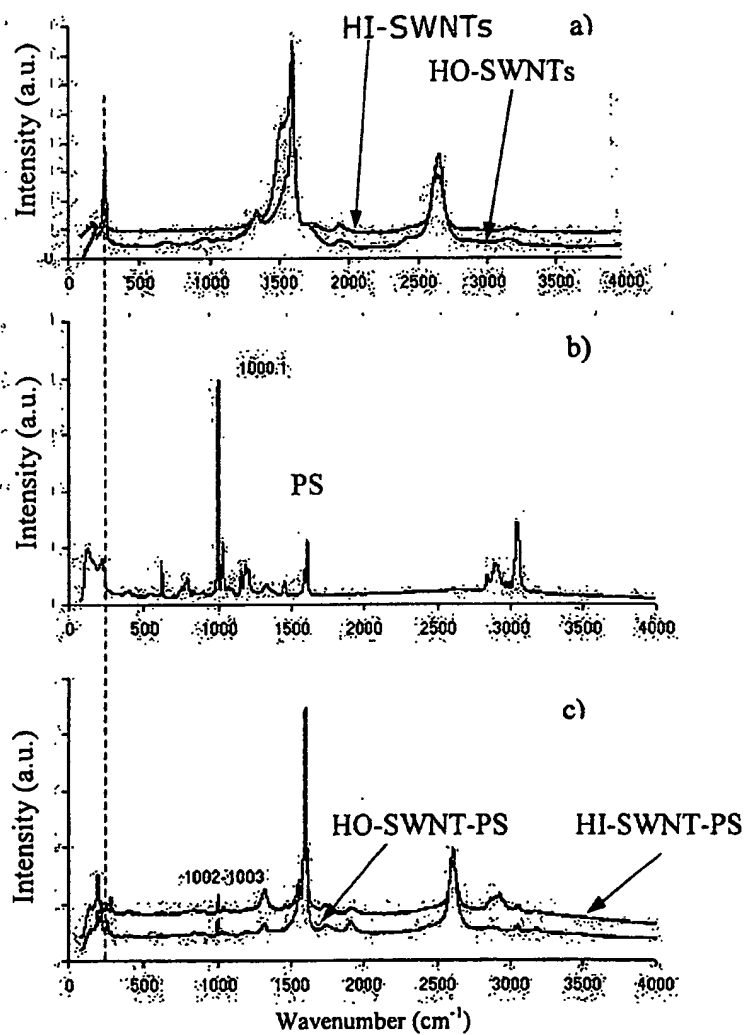 HI-SWNTs
a)
HO-SWNTs
Intensity (a.u.)
0 500 1000 1500 2000 2500 3000 3500 4000
b)
1000.1
PS
Intensity (a.u.)
0 500 1000 1500 2000 2500 3000 3500 4000
c)
HO-SWNT-PS
HI-SWNT-PS
1002-1003
Intensity (a.u.)
0 500 1000 1500 2000 2500 3000 3500 4000
Wavenumber (cm⁻¹)